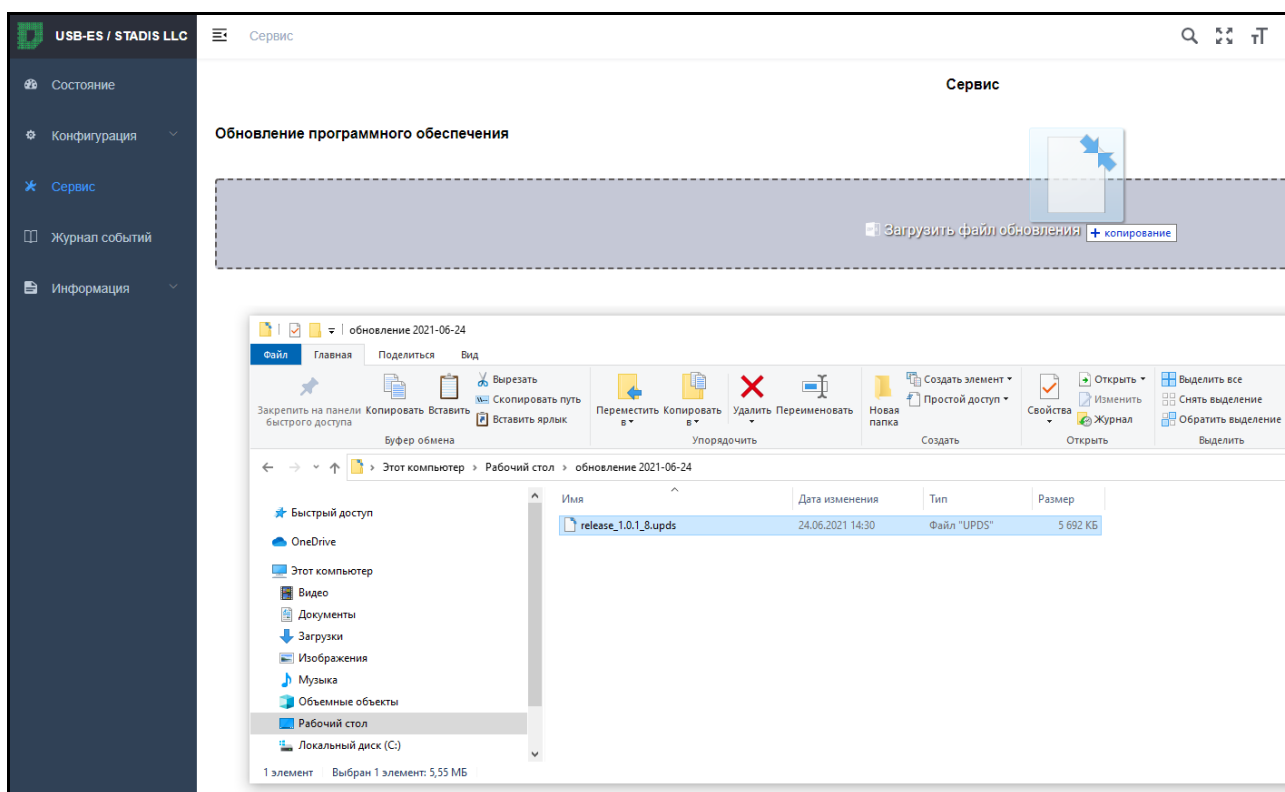 USB-ES / STADIS LLC
Сервис
Состояние
Конфигурация
Сервис
Журнал событий
Информация
Сервис
Обновление программного обеспечения
Загрузить файл обновления
+ копирование
обновление 2021-06-24
Файл Главная Поделиться Вид
Закрепить на панели быстрого доступа
Копировать
Вставить
Вырезать
Скопировать путь
Вставить ярлык
Буфер обмена
Переместить в
Копировать в
Удалить
Переименовать
Упорядочить
Новая папка
Создать элемент
Простой доступ
Создать
Свойства
Открыть
Изменить
Журнал
Открыть
Выделить все
Снять выделение
Обратить выделение
Выделить
Этот компьютер > Рабочий стол > обновление 2021-06-24
Имя Дата изменения Тип Размер
release_1.0.1_8.upds 24.06.2021 14:30 Файл "UPDS" 5 692 КБ
Быстрый доступ
OneDrive
Этот компьютер
Видео
Документы
Загрузки
Изображения
Музыка
Объемные объекты
Рабочий стол
Локальный диск (C:)
1 элемент Выбран 1 элемент: 5,55 МБ